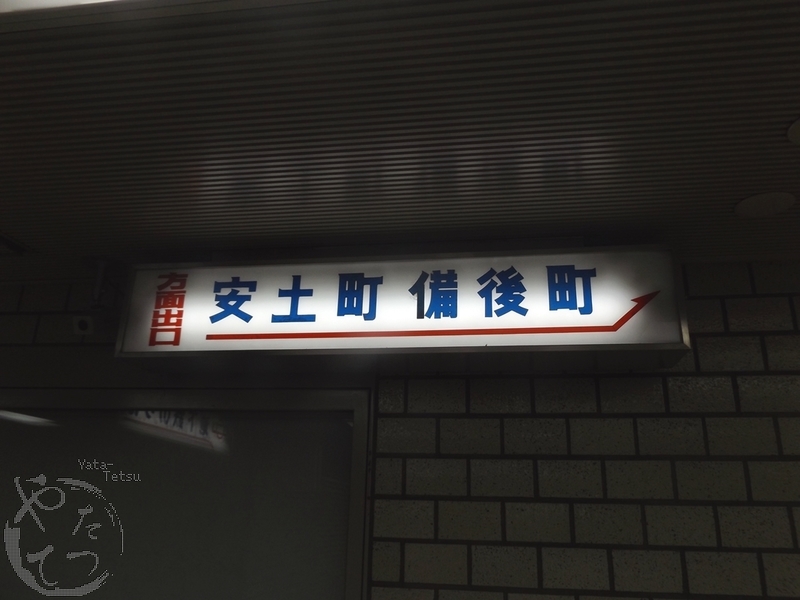 方面出口
安土町 備後町
Yata-
Tetsu
やた
てつ